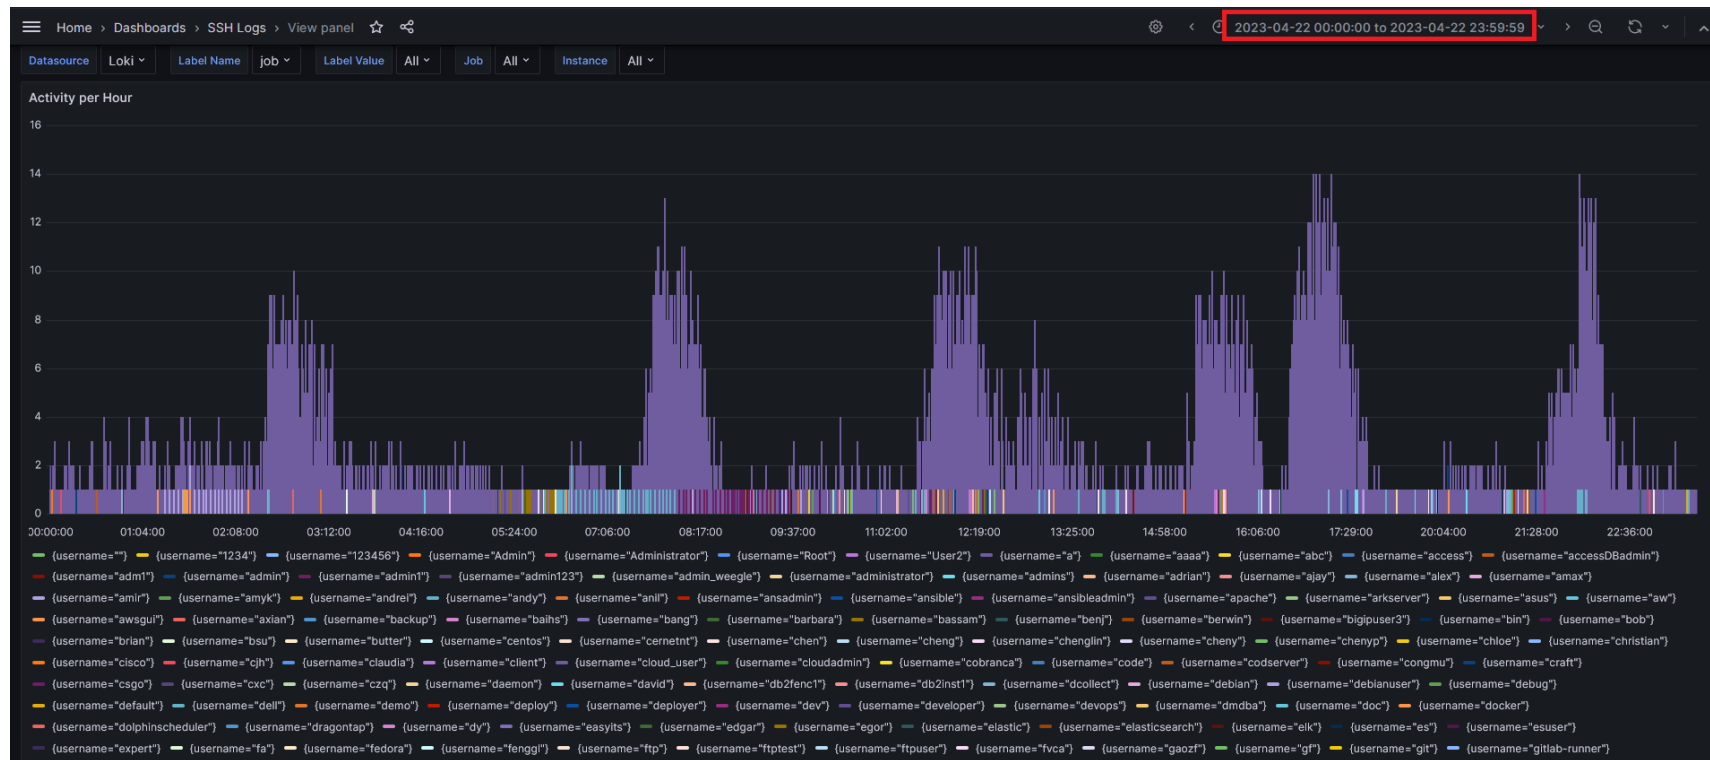 Home > Dashboards > SSH Logs > View panel 2023-04-22 00:00:00 to 2023-04-22 23:59:59
Datasource Loki Label Name job Label Value All Job All Instance All
Activity per Hour
16
14
12
10
8
6
4
2
0
00:00:00 01:04:00 02:08:00 03:12:00 04:16:00 05:24:00 07:06:00 08:17:00 09:37:00 11:02:00 12:19:00 13:25:00 14:58:00 16:06:00 17:29:00 20:04:00 21:28:00 22:36:00
{username=""} {username="1234"} {username="123456"} {username="Admin"} {username="Administrator"} {username="Root"} {username="User2"} {username="a"} {username="aaaa"} {username="abc"} {username="access"} {username="accessDBadmin"}
{username="adm1"} {username="admin"} {username="admin1"} {username="admin123"} {username="admin_weegle"} {username="administrator"} {username="admins"} {username="adrian"} {username="ajay"} {username="alex"} {username="amax"}
{username="amir"} {username="amyk"} {username="andrei"} {username="andy"} {username="anil"} {username="ansadmin"} {username="ansible"} {username="ansibleadmin"} {username="apache"} {username="arkserver"} {username="asus"} {username="aw"}
{username="awsgui"} {username="axian"} {username="backup"} {username="baihs"} {username="bang"} {username="barbara"} {username="bassam"} {username="benj"} {username="berwin"} {username="bigipuser3"} {username="bin"} {username="bob"}
{username="brian"} {username="bsu"} {username="butter"} {username="centos"} {username="cernetnt"} {username="chen"} {username="cheng"} {username="chenglin"} {username="cheny"} {username="chenyp"} {username="chloe"} {username="christian"}
{username="cisco"} {username="cjh"} {username="claudia"} {username="client"} {username="cloud_user"} {username="cloudadmin"} {username="cobranca"} {username="code"} {username="codserver"} {username="congmu"} {username="craft"}
{username="csgo"} {username="cxc"} {username="czq"} {username="daemon"} {username="david"} {username="db2fenc1"} {username="db2inst1"} {username="dcollect"} {username="debian"} {username="debianuser"} {username="debug"}
{username="default"} {username="dell"} {username="demo"} {username="deploy"} {username="deployer"} {username="dev"} {username="developer"} {username="devops"} {username="dmdba"} {username="doc"} {username="docker"}
{username="dolphinscheduler"} {username="dragontap"} {username="dy"} {username="easyits"} {username="edgar"} {username="egor"} {username="elastic"} {username="elasticsearch"} {username="elk"} {username="es"} {username="esuser"}
{username="expert"} {username="fa"} {username="fedora"} {username="fenggi"} {username="ftp"} {username="ftptest"} {username="ftpuser"} {username="fvca"} {username="gaozf"} {username="gf"} {username="git"} {username="gitlab-runner"}